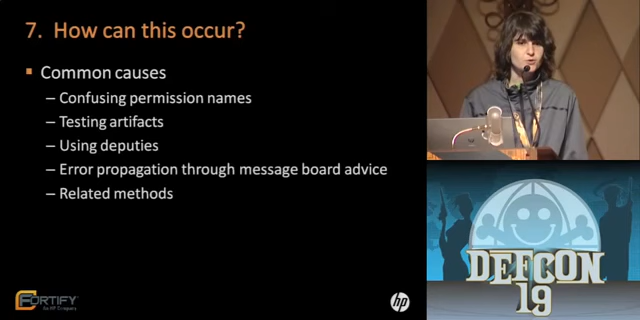 7. How can this occur?
Common causes
– Confusing permission names
– Testing artifacts
– Using deputies
– Error propagation through message board advice
– Related methods
FORTIFY
An HP Company
hp
DEFCON
19